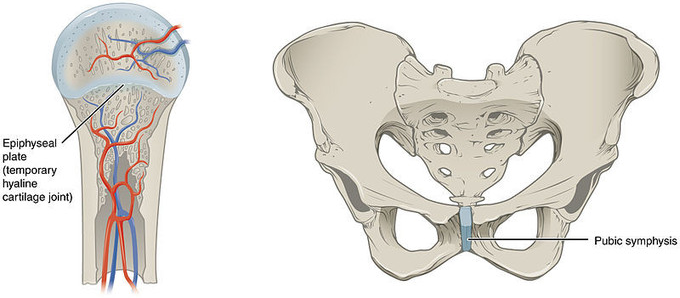 Epiphyseal
plate
(temporary
hyaline
cartilage joint)
Pubic symphysis